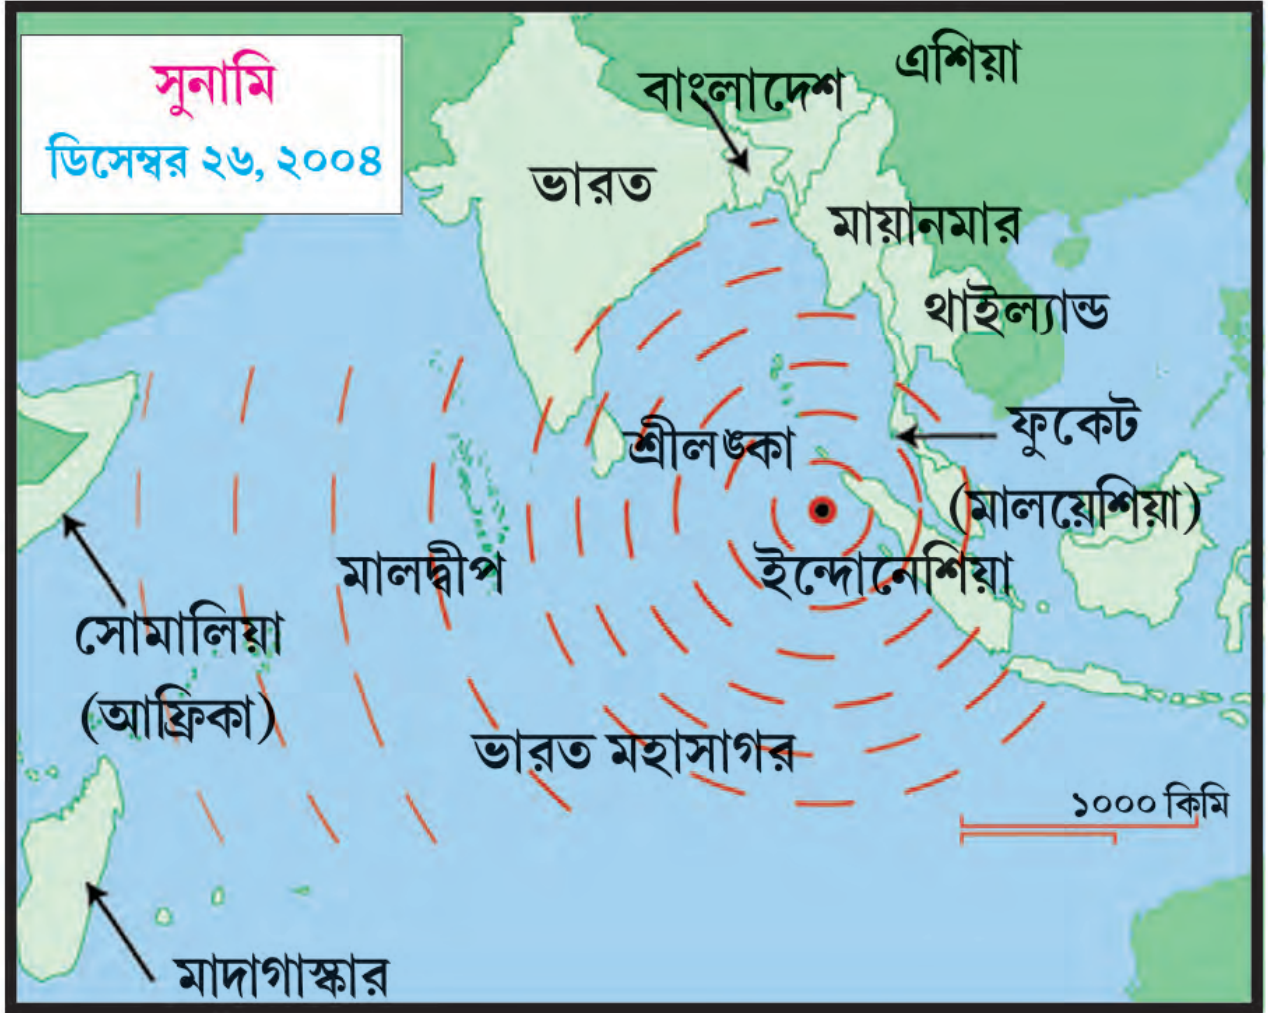 সুনামি
ডিসেম্বর ২৬, ২০০৪
এশিয়া
বাংলাদেশ
ভারত
মায়ানমার
থাইল্যান্ড
ফুকেট
(মালয়েশিয়া)
শ্রীলঙ্কা
ইন্দোনেশিয়া
মালদ্বীপ
সোমালিয়া
(আফ্রিকা)
ভারত মহাসাগর
১০০০ কিমি
মাদাগাস্কার